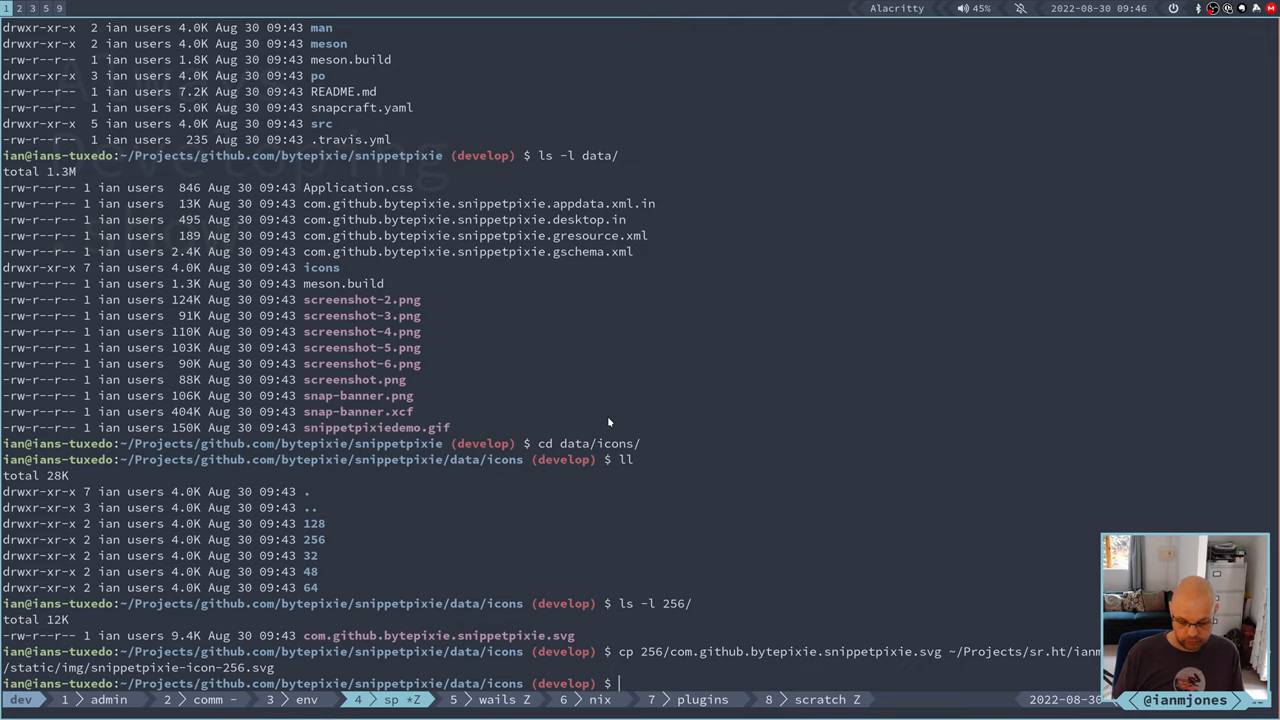 1 2 3 5 9 Alacritty 45% 2022-08-30 09:46
drwxr-xr-x 2 ian users 4.0K Aug 30 09:43 man
drwxr-xr-x 2 ian users 4.0K Aug 30 09:43 meson
-rw-r--r-- 1 ian users 1.8K Aug 30 09:43 meson.build
drwxr-xr-x 3 ian users 4.0K Aug 30 09:43 po
-rw-r--r-- 1 ian users 7.2K Aug 30 09:43 README.md
-rw-r--r-- 1 ian users 5.0K Aug 30 09:43 snapcraft.yaml
drwxr-xr-x 5 ian users 4.0K Aug 30 09:43 src
-rw-r--r-- 1 ian users 235 Aug 30 09:43 .travis.yml
ian@ians-tuxedo:~/Projects/github.com/bytepixie/snippetpixie (develop) $ ls -l data/
total 1.3M
-rw-r--r-- 1 ian users 846 Aug 30 09:43 Application.css
-rw-r--r-- 1 ian users 13K Aug 30 09:43 com.github.bytepixie.snippetpixie.appdata.xml.in
-rw-r--r-- 1 ian users 495 Aug 30 09:43 com.github.bytepixie.snippetpixie.desktop.in
-rw-r--r-- 1 ian users 189 Aug 30 09:43 com.github.bytepixie.snippetpixie.gresource.xml
-rw-r--r-- 1 ian users 2.4K Aug 30 09:43 com.github.bytepixie.snippetpixie.gschema.xml
drwxr-xr-x 7 ian users 4.0K Aug 30 09:43 icons
-rw-r--r-- 1 ian users 1.3K Aug 30 09:43 meson.build
-rw-r--r-- 1 ian users 124K Aug 30 09:43 screenshot-2.png
-rw-r--r-- 1 ian users 91K Aug 30 09:43 screenshot-3.png
-rw-r--r-- 1 ian users 110K Aug 30 09:43 screenshot-4.png
-rw-r--r-- 1 ian users 103K Aug 30 09:43 screenshot-5.png
-rw-r--r-- 1 ian users 90K Aug 30 09:43 screenshot-6.png
-rw-r--r-- 1 ian users 88K Aug 30 09:43 screenshot.png
-rw-r--r-- 1 ian users 106K Aug 30 09:43 snap-banner.png
-rw-r--r-- 1 ian users 404K Aug 30 09:43 snap-banner.xcf
-rw-r--r-- 1 ian users 150K Aug 30 09:43 snippetpixiedemo.gif
ian@ians-tuxedo:~/Projects/github.com/bytepixie/snippetpixie (develop) $ cd data/icons/
ian@ians-tuxedo:~/Projects/github.com/bytepixie/snippetpixie/data/icons (develop) $ ll
total 28K
drwxr-xr-x 7 ian users 4.0K Aug 30 09:43 .
drwxr-xr-x 3 ian users 4.0K Aug 30 09:43 ..
drwxr-xr-x 2 ian users 4.0K Aug 30 09:43 128
drwxr-xr-x 2 ian users 4.0K Aug 30 09:43 256
drwxr-xr-x 2 ian users 4.0K Aug 30 09:43 32
drwxr-xr-x 2 ian users 4.0K Aug 30 09:43 48
drwxr-xr-x 2 ian users 4.0K Aug 30 09:43 64
ian@ians-tuxedo:~/Projects/github.com/bytepixie/snippetpixie/data/icons (develop) $ ls -l 256/
total 12K
-rw-r--r-- 1 ian users 9.4K Aug 30 09:43 com.github.bytepixie.snippetpixie.svg
ian@ians-tuxedo:~/Projects/github.com/bytepixie/snippetpixie/data/icons (develop) $ cp 256/com.github.bytepixie.snippetpixie.svg ~/Projects/sr.ht/ianm
/static/img/snippetpixie-icon-256.svg
ian@ians-tuxedo:~/Projects/github.com/bytepixie/snippetpixie/data/icons (develop) $
dev 1 admin 2 comm - 3 env 4 sp *Z 5 wails Z 6 nix 7 plugins 8 scratch Z 2022-08-30 @ianmjones